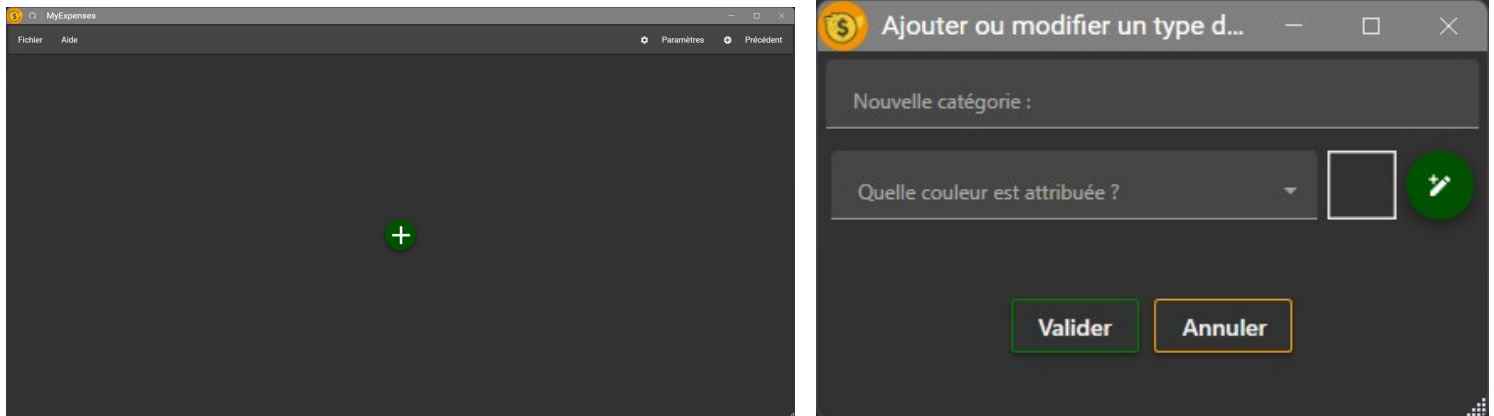 MyExpenses
Fichier Aide Paramètres Précédent
Ajouter ou modifier un type d...
Nouvelle catégorie :
Quelle couleur est attribuée ?
Valider Annuler